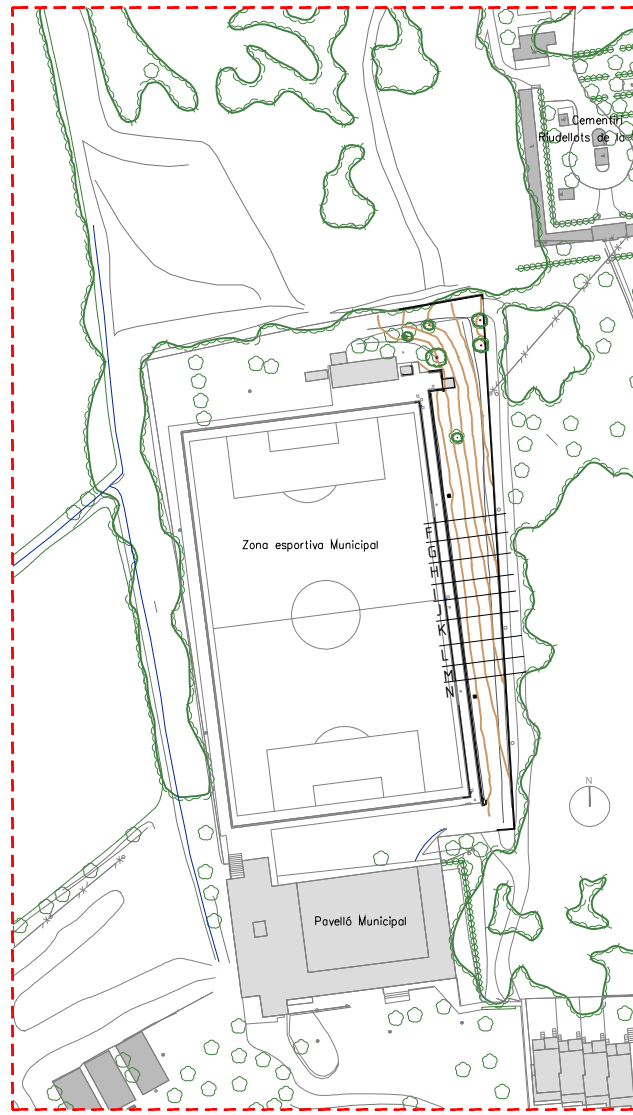 Cementiri
Riudellots de la
Zona esportiva Municipal
F
G
H
I
J
K
L
M
N
N
Pavelló Municipal